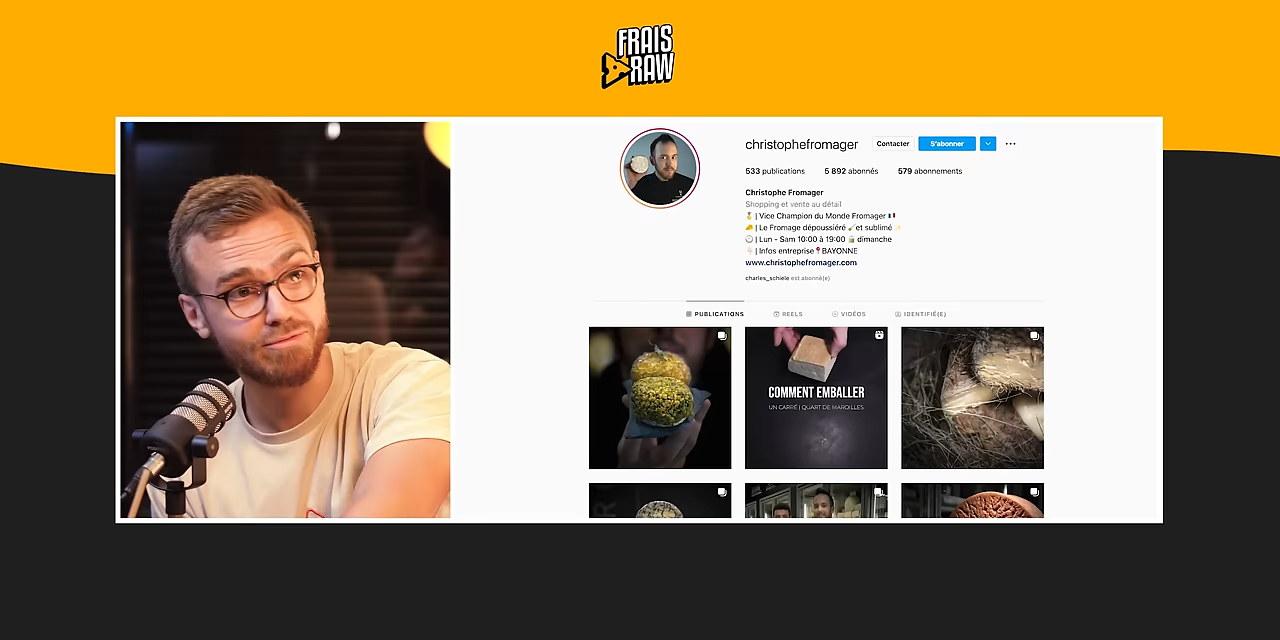 FRAIS
RAW
christophefromager
Contacter
S'abonner
533 publications
5 892 abonnés
579 abonnements
Christophe Fromager
Shopping et vente au détail
| Vice Champion du Monde Fromager
| Le Fromage dépoussiéré et sublimé
| Lun - Sam 10:00 à 19:00 dimanche
| Infos entreprise BAYONNE
www.christophefromager.com
charles_schiele est abonné(e)
PUBLICATIONS
REELS
VIDÉOS
IDENTIFIÉ(E)
COMMENT EMBALLER
UN CARRÉ | QUART DE MAROILLES